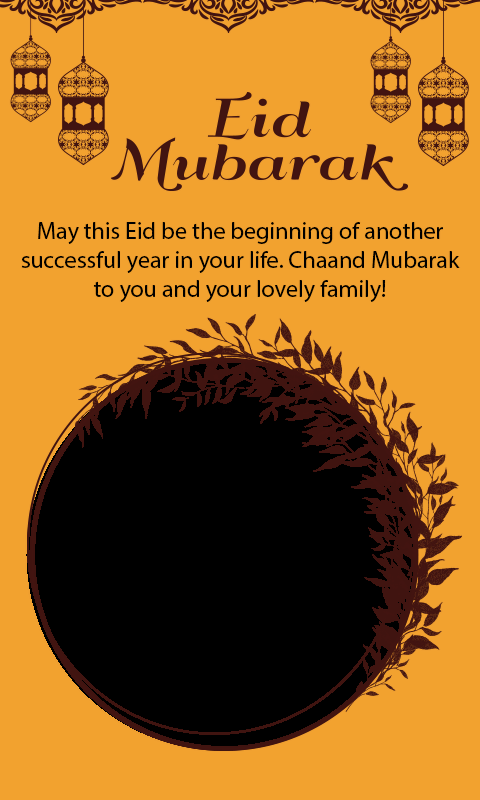 Eid
Mubarak
May this Eid be the beginning of another
successful year in your life. Chaand Mubarak
to you and your lovely family!